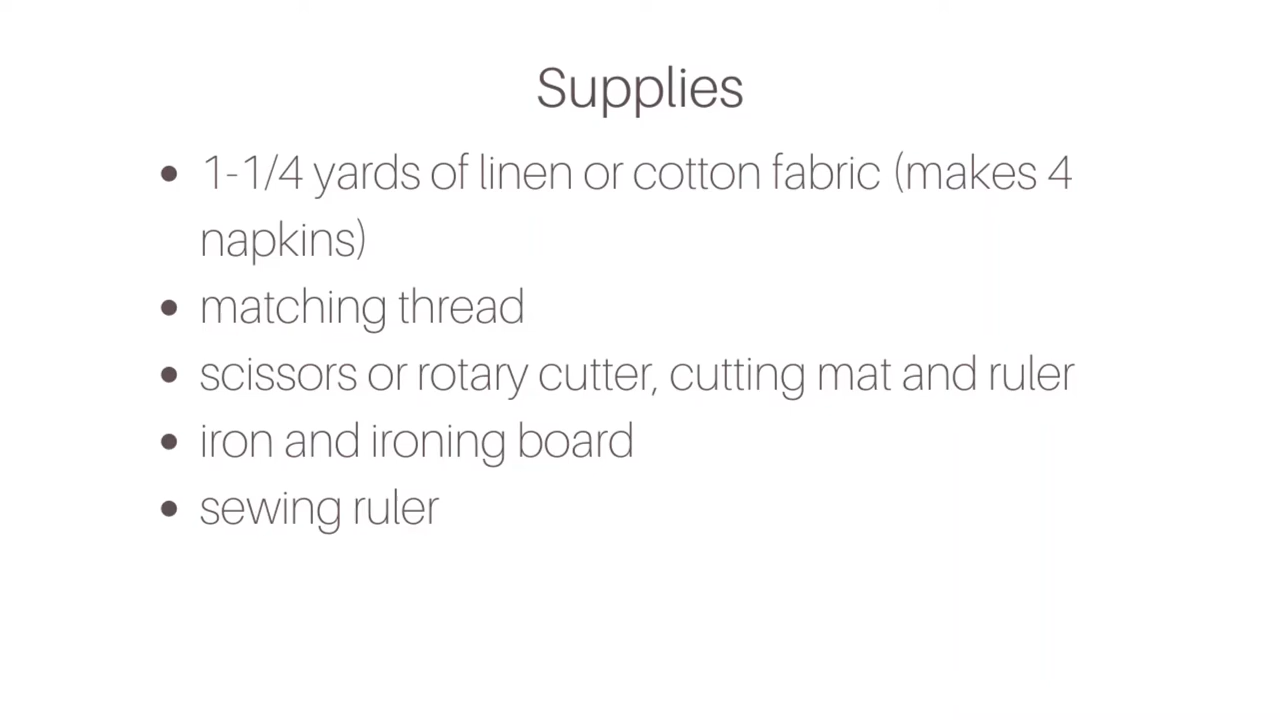 Supplies
• 1-1/4 yards of linen or cotton fabric (makes 4
napkins)
• matching thread
• scissors or rotary cutter, cutting mat and ruler
• iron and ironing board
• sewing ruler